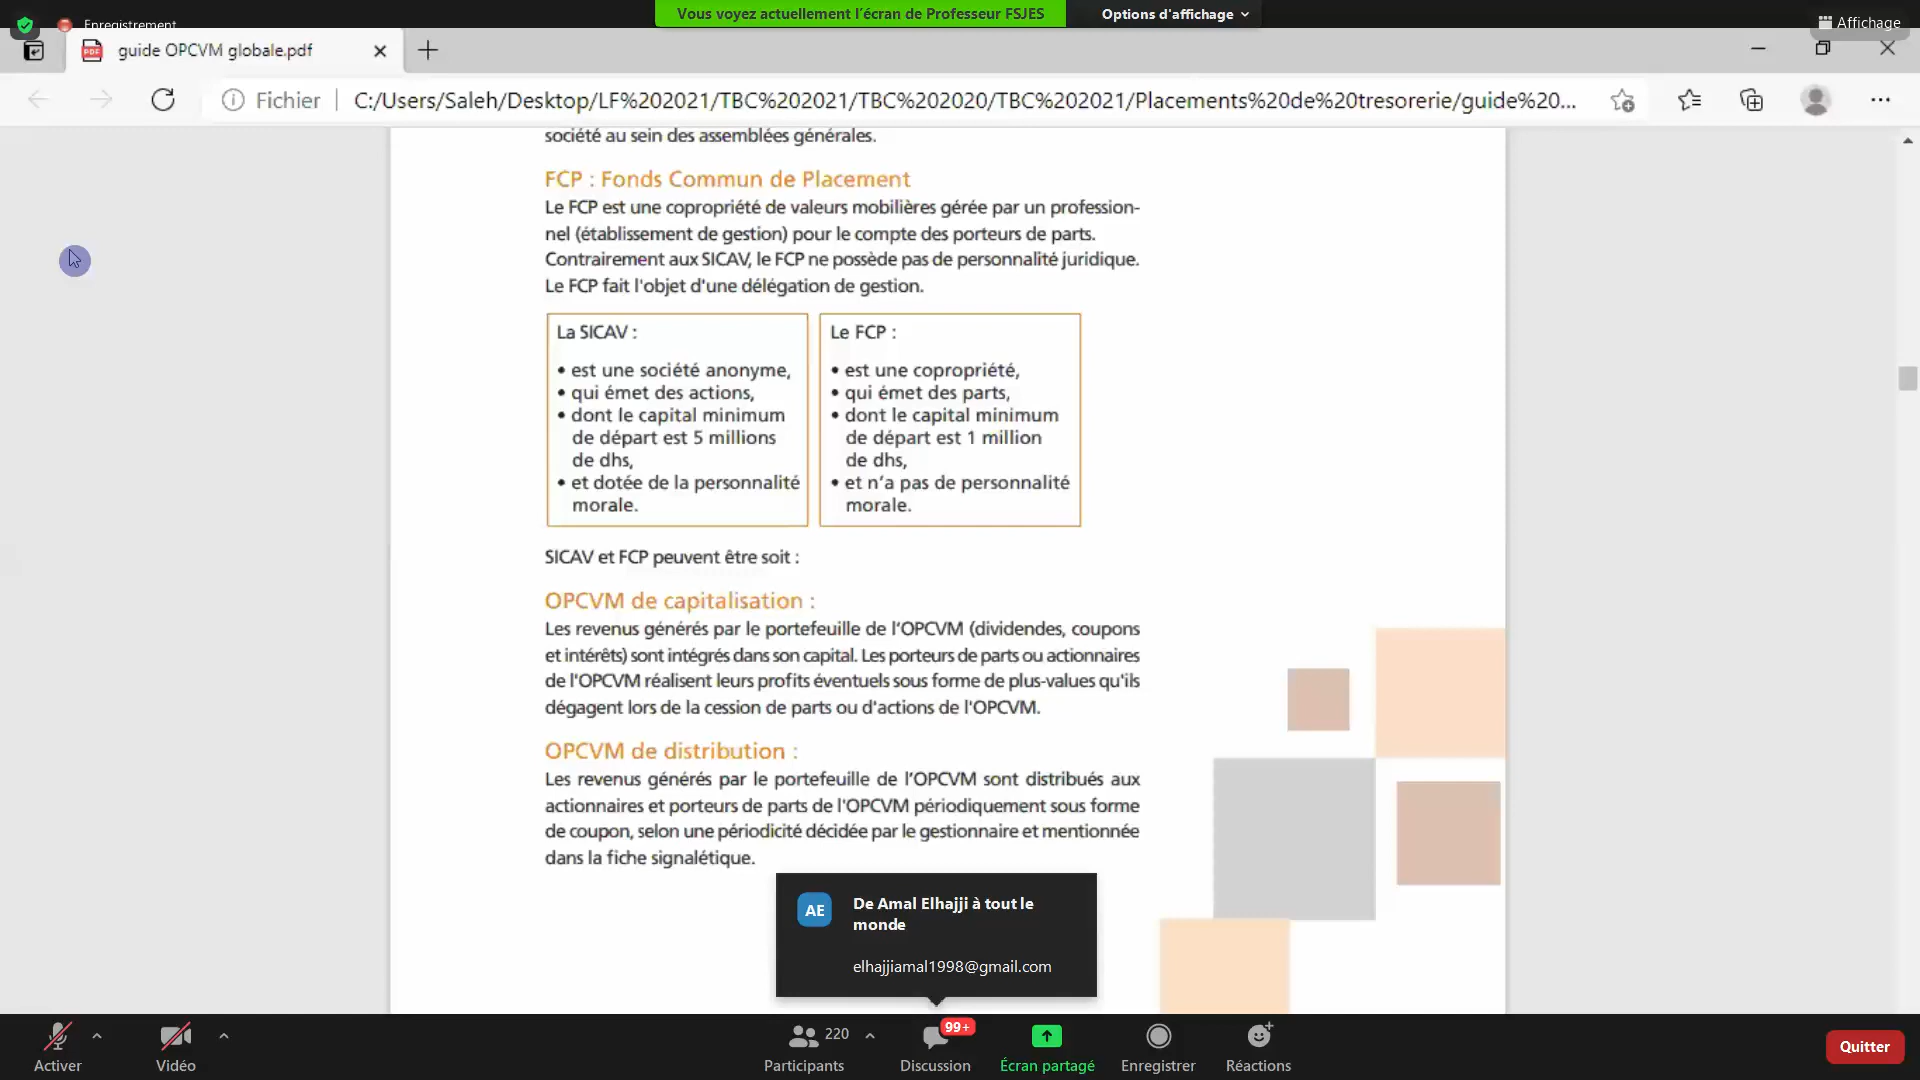 Enregistrement
Vous voyez actuellement l'écran de Professeur FSJES
Options d'affichage
Affichage
guide OPCVM globale.pdf
Fichier
C:/Users/Saleh/Desktop/LF%202021/TBC%202021/TBC%202020/TBC%202021/Placements%20de%20tresorerie/guide%20...
société au sein des assemblées générales.
FCP : Fonds Commun de Placement
Le FCP est une copropriété de valeurs mobilières gérée par un profession-
nel (établissement de gestion) pour le compte des porteurs de parts.
Contrairement aux SICAV, le FCP ne possède pas de personnalité juridique.
Le FCP fait l'objet d'une délégation de gestion.
La SICAV :
• est une société anonyme,
• qui émet des actions,
• dont le capital minimum
de départ est 5 millions
de dhs,
• et dotée de la personnalité
morale.
Le FCP :
• est une copropriété,
• qui émet des parts,
• dont le capital minimum
de départ est 1 million
de dhs,
• et n'a pas de personnalité
morale.
SICAV et FCP peuvent être soit :
OPCVM de capitalisation :
Les revenus générés par le portefeuille de l'OPCVM (dividendes, coupons
et intérêts) sont intégrés dans son capital. Les porteurs de parts ou actionnaires
de l'OPCVM réalisent leurs profits éventuels sous forme de plus-values qu'ils
dégagent lors de la cession de parts ou d'actions de l'OPCVM.
OPCVM de distribution :
Les revenus générés par le portefeuille de l'OPCVM sont distribués aux
actionnaires et porteurs de parts de l'OPCVM périodiquement sous forme
de coupon, selon une périodicité décidée par le gestionnaire et mentionnée
dans la fiche signalétique.
AE
De Amal Elhajji à tout le
monde
elhajjiamal1998@gmail.com
Activer
Vidéo
220
Participants
99+
Discussion
Écran partagé
Enregistrer
Réactions
Quitter